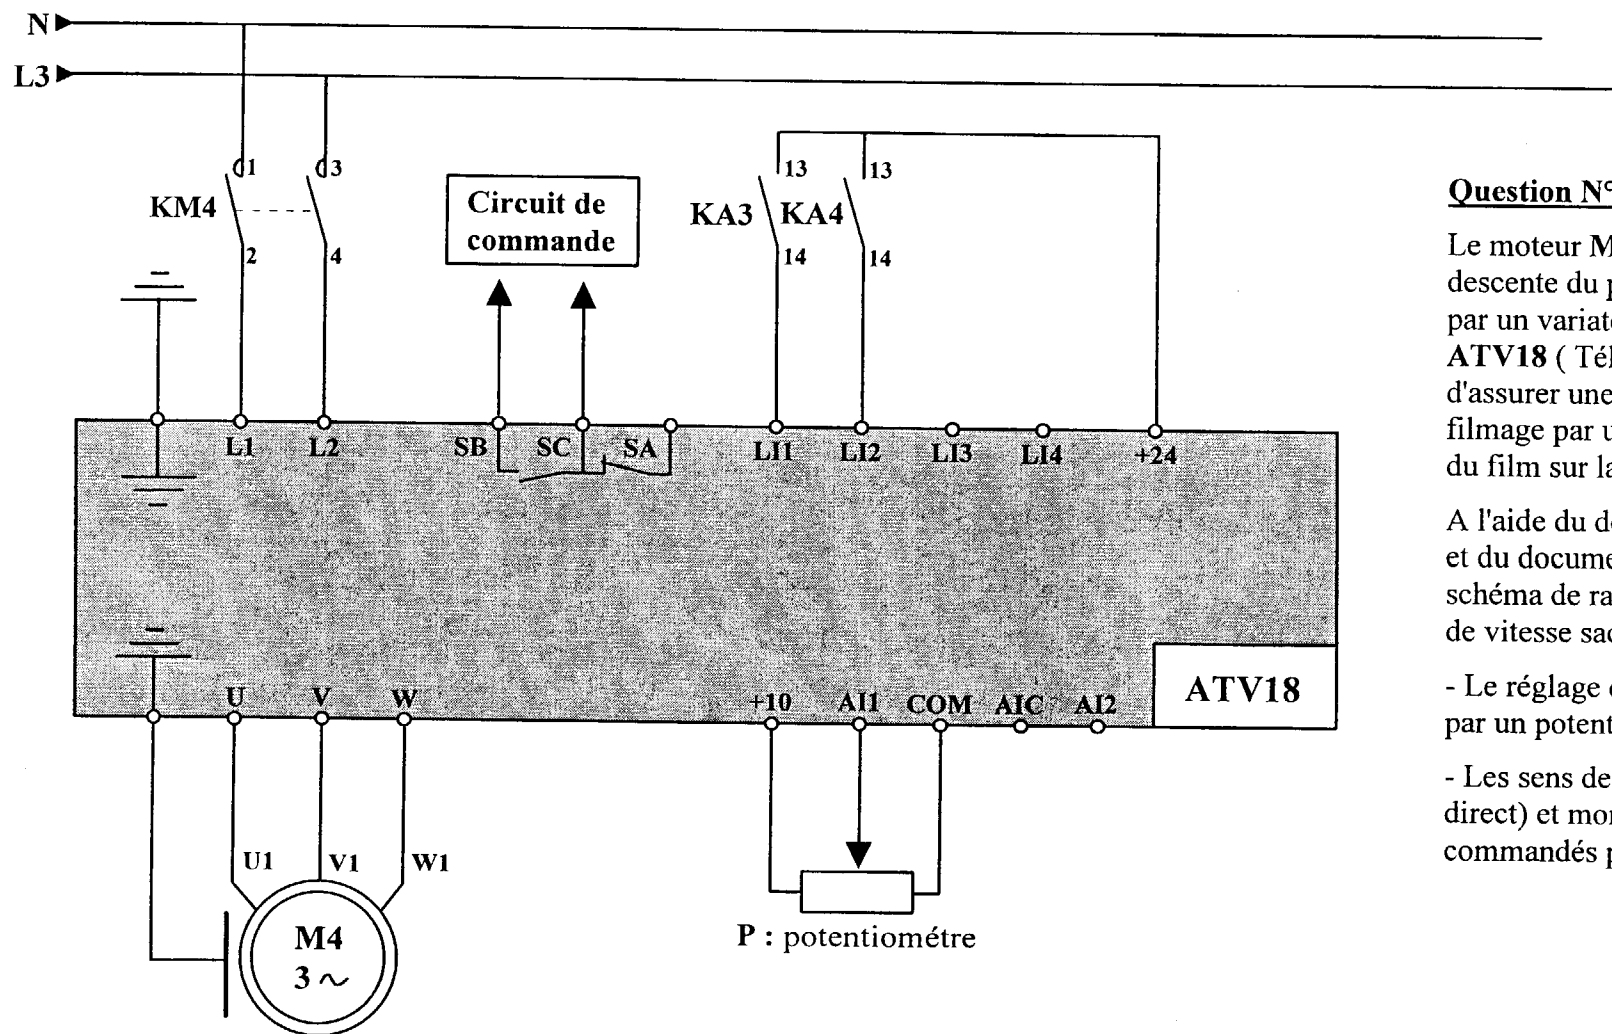 N
L3
1
3
KM4
2
4
Circuit de
commande
13
13
KA3
KA4
14
14
L1
L2
SB
SC
SA
LI1
LI2
LI3
LI4
+24
U
V
W
+10
AI1
COM
AIC
AI2
ATV18
U1
V1
W1
M4
3 ~
P : potentiométre
Question N°
Le moteur M
descente du p
par un variat
ATV18 ( Tél
d'assurer une
filmage par u
du film sur la
A l'aide du d
et du docume
schéma de ra
de vitesse sa
- Le réglage
par un potent
- Les sens de
direct) et mo
commandés p